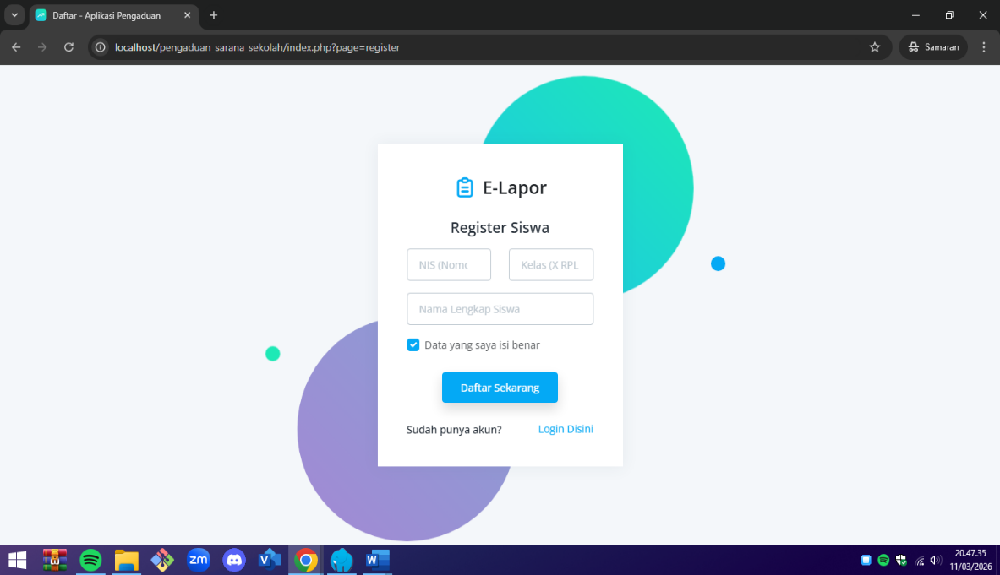 Daftar - Aplikasi Pengaduan
localhost/pengaduan_sarana_sekolah/index.php?page=register
Samaran
E-Lapor
Register Siswa
NIS (Nomo
Kelas (X RPL
Nama Lengkap Siswa
Data yang saya isi benar
Daftar Sekarang
Sudah punya akun?
Login Disini
zm
V
W
20.47.35
11/03/2026